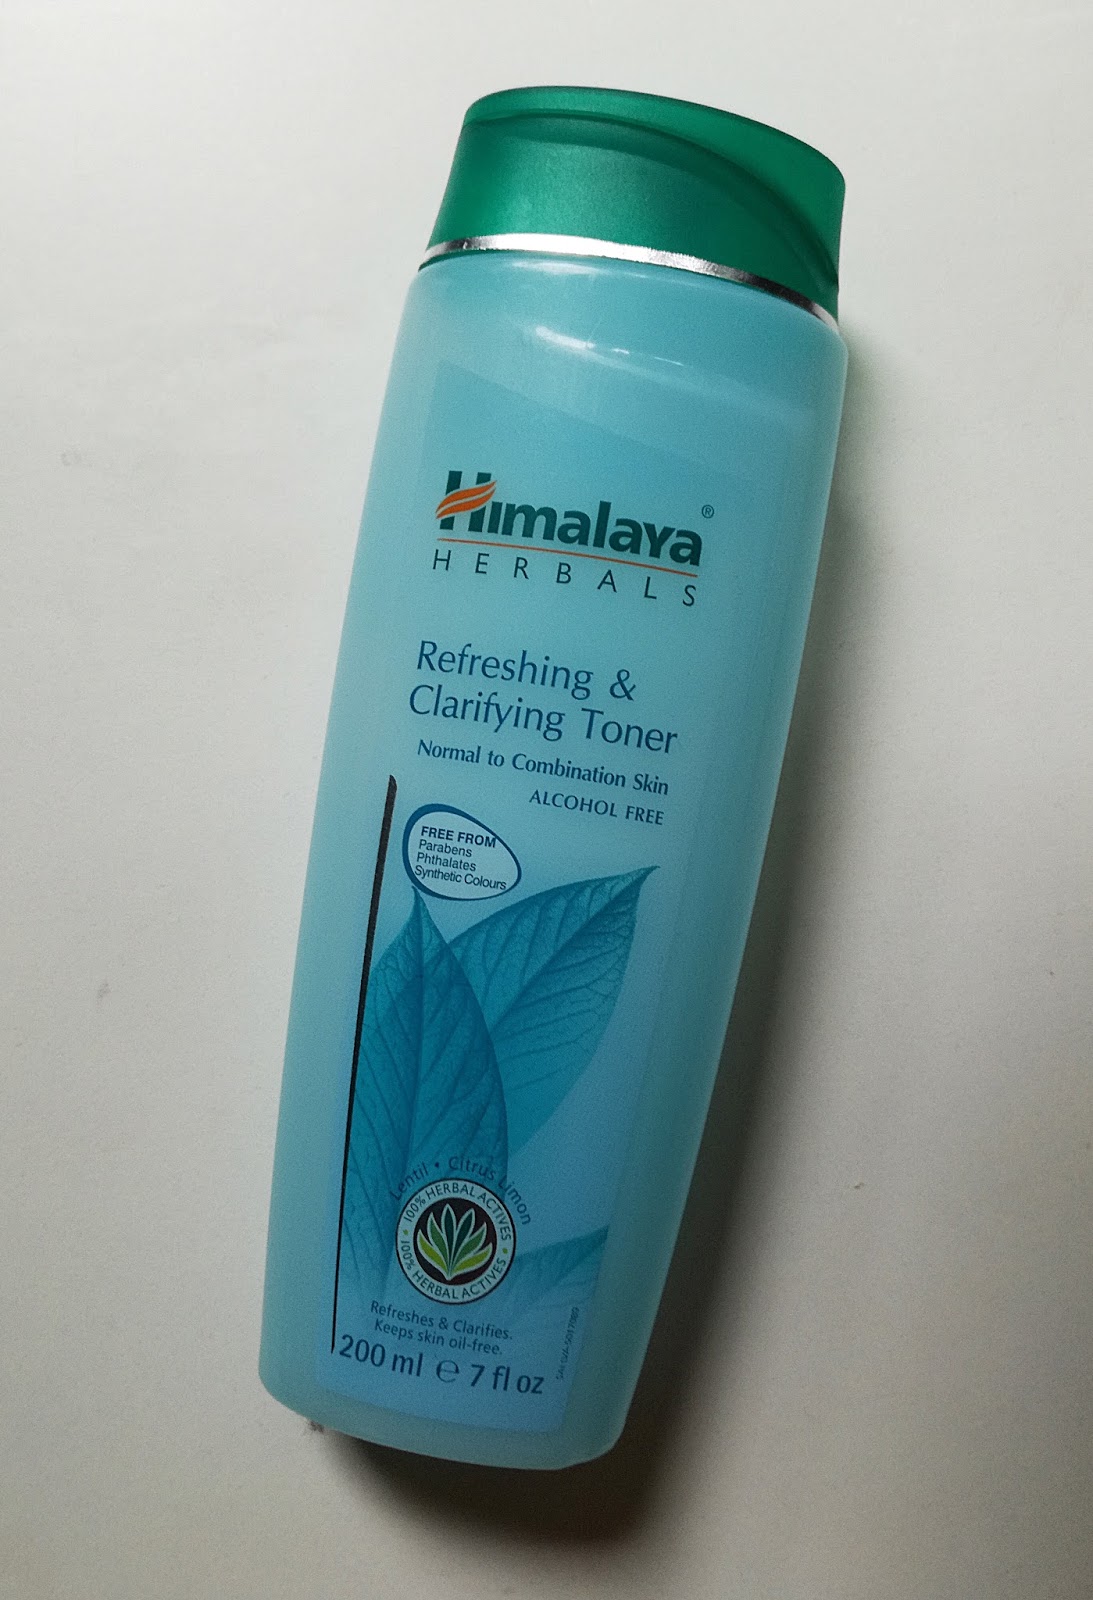 Himalaya®
HERBALS
Refreshing &
Clarifying Toner
Normal to Combination Skin
ALCOHOL FREE
FREE FROM
Parabens
Phthalates
Synthetic Colours
Lentil • Citrus Limon
100% HERBAL ACTIVES
100% HERBAL ACTIVES
Refreshes & Clarifies.
Keeps skin oil-free.
200 ml ℮ 7 fl oz